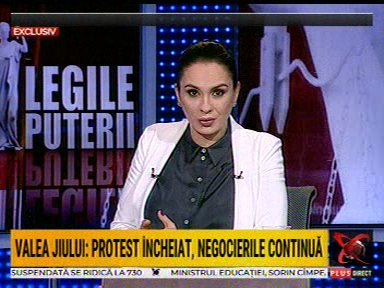 EXCLUSIV
LEGILE
PUTERII
VALEA JIULUI: PROTEST ÎNCHEIAT, NEGOCIERILE CONTINUĂ
SUSPENDATĂ SE RIDICĂ LA 730
MINISTRUL EDUCAȚIEI, SORIN CÎMPE
PLUS DIRECT